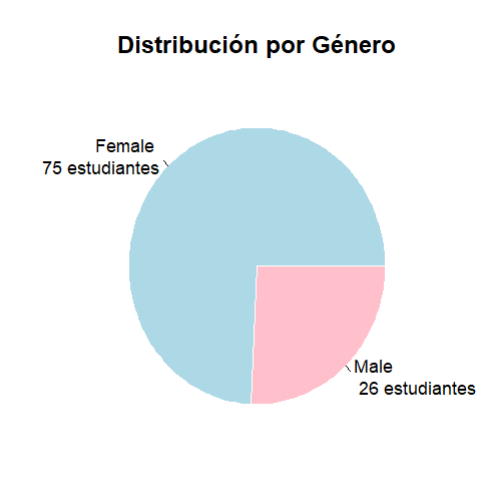 Distribución por Género
Female
75 estudiantes
Male
26 estudiantes